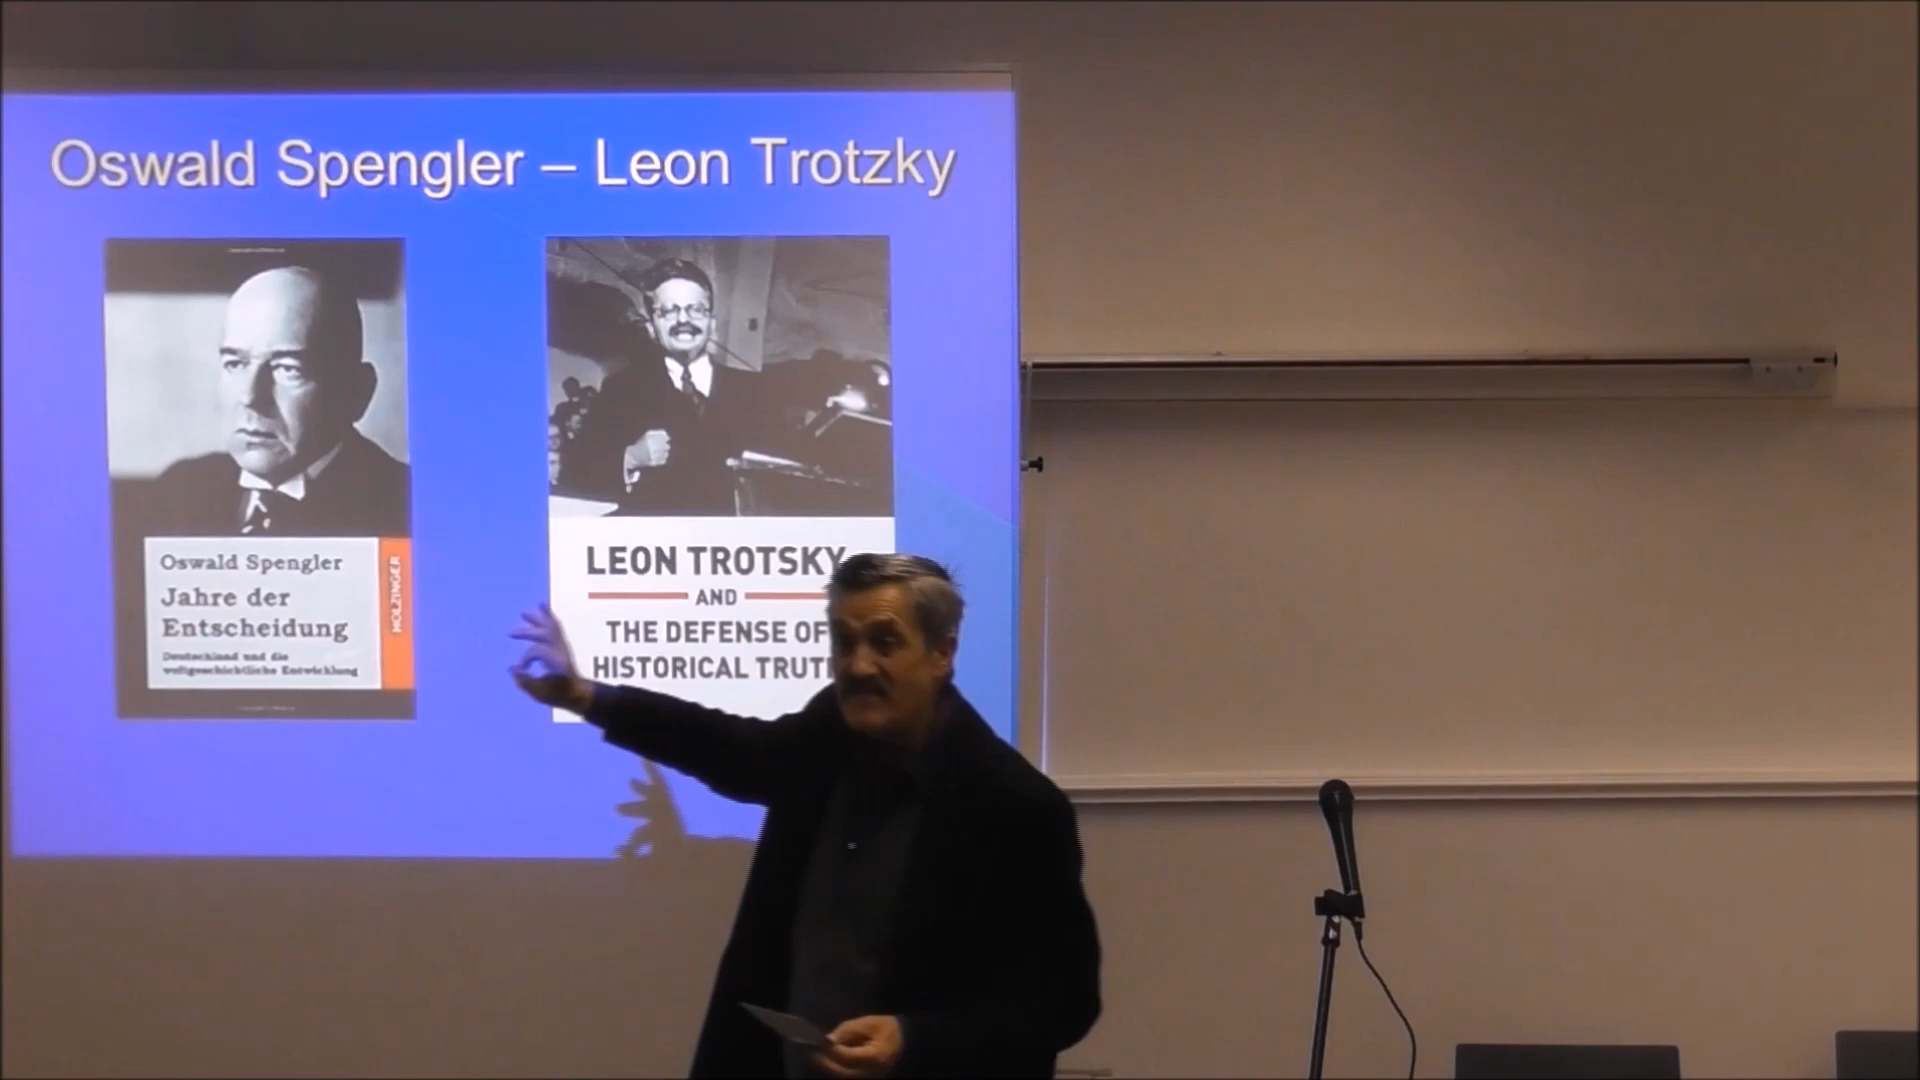 Oswald Spengler – Leon Trotzky
Oswald Spengler
Jahre der
Entscheidung
Deutschland und die
weltgeschichtliche Entwicklung
HOLZINGER
LEON TROTSKY
AND
THE DEFENSE OF
HISTORICAL TRUT